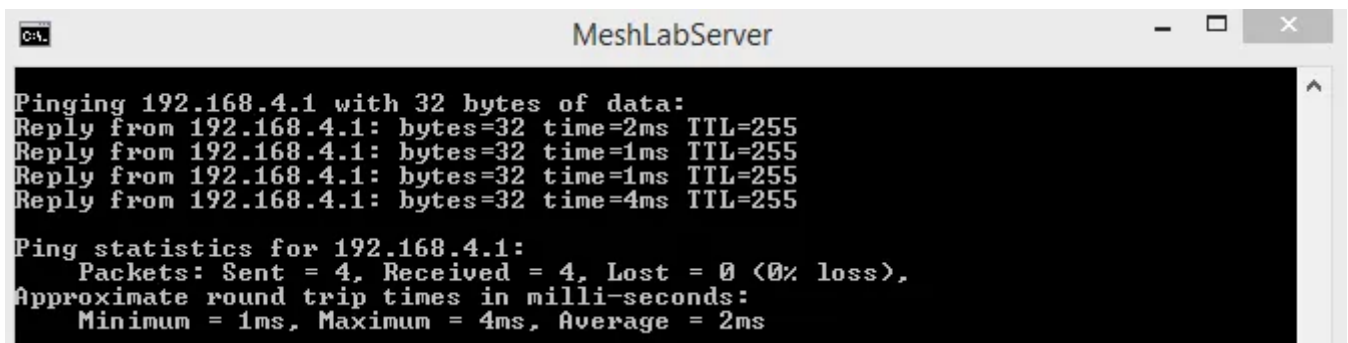 C:\.
MeshLabServer
Pinging 192.168.4.1 with 32 bytes of data:
Reply from 192.168.4.1: bytes=32 time=2ms TTL=255
Reply from 192.168.4.1: bytes=32 time=1ms TTL=255
Reply from 192.168.4.1: bytes=32 time=1ms TTL=255
Reply from 192.168.4.1: bytes=32 time=4ms TTL=255
Ping statistics for 192.168.4.1:
Packets: Sent = 4, Received = 4, Lost = 0 (0% loss),
Approximate round trip times in milli-seconds:
Minimum = 1ms, Maximum = 4ms, Average = 2ms